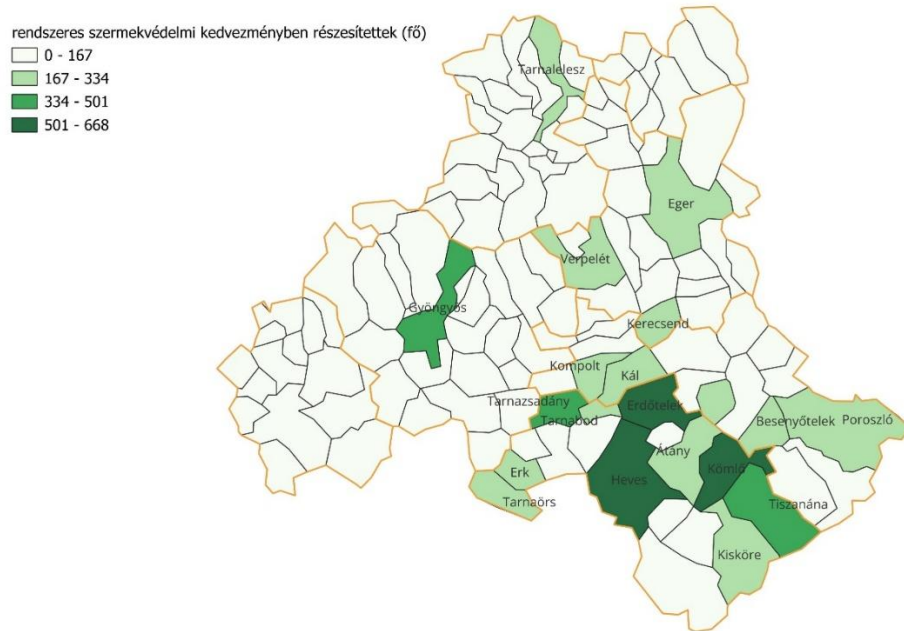 rendszeres szermekvédelmi kedvezményben részesítettek (fő)
0 - 167
167 - 334
334 - 501
501 - 668
Tarnalelesz
Eger
Verpelét
Gyöngyös
Kerecsend
Kompolt
Kál
Tarnazsadány
Erdőtelek
Tarnabod
Besenyőtelek
Poroszló
Átány
Erk
Heves
Kömlő
Tarnaörs
Tiszanána
Kisköre